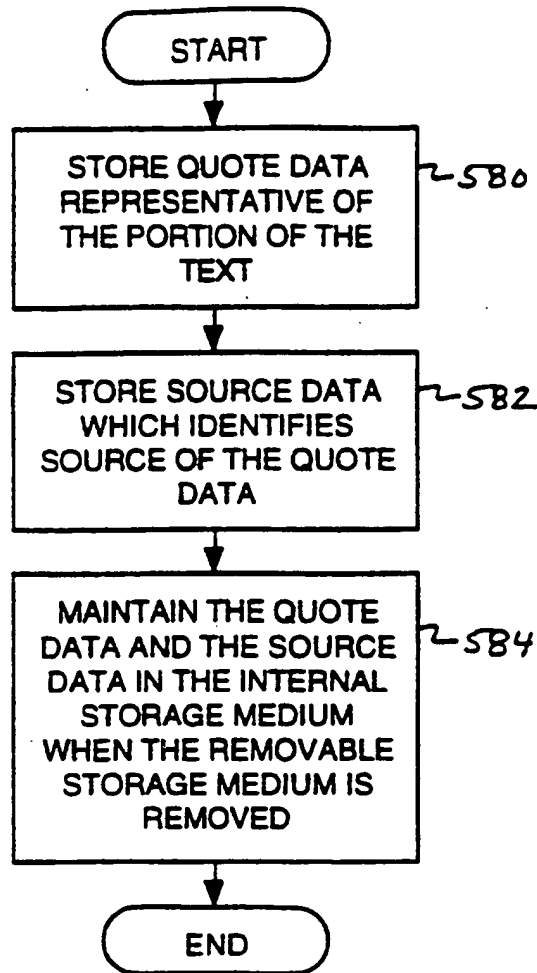 START
STORE QUOTE DATA
REPRESENTATIVE OF
THE PORTION OF THE
TEXT
580
STORE SOURCE DATA
WHICH IDENTIFIES
SOURCE OF THE QUOTE
DATA
582
MAINTAIN THE QUOTE
DATA AND THE SOURCE
DATA IN THE INTERNAL
STORAGE MEDIUM
WHEN THE REMOVABLE
STORAGE MEDIUM IS
REMOVED
584
END